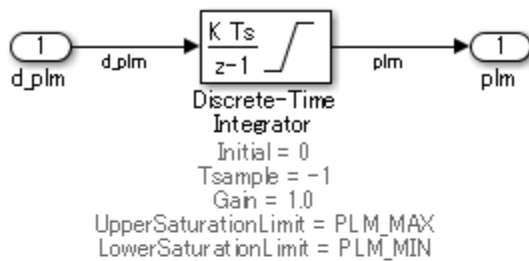 1
d_plm
d_plm
K Ts
z-1
plm
1
plm
Discrete-Time
Integrator
Initial = 0
Tsample = -1
Gain = 1.0
UpperSaturationLimit = PLM_MAX
LowerSaturationLimit = PLM_MIN